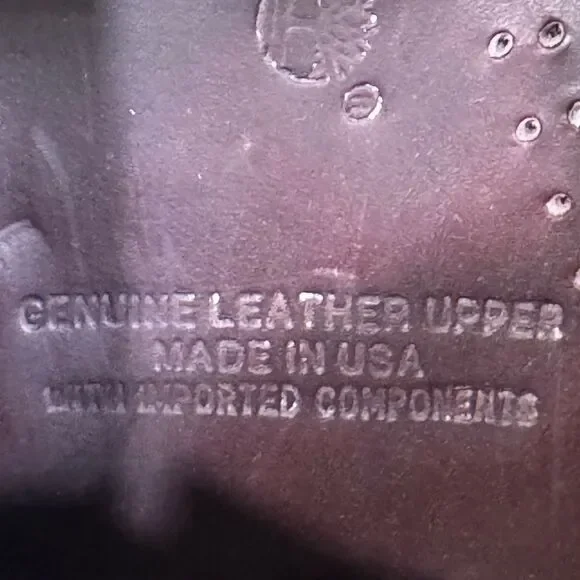 GENUINE LEATHER UPPER
MADE IN USA
WITH IMPORTED COMPONENTS